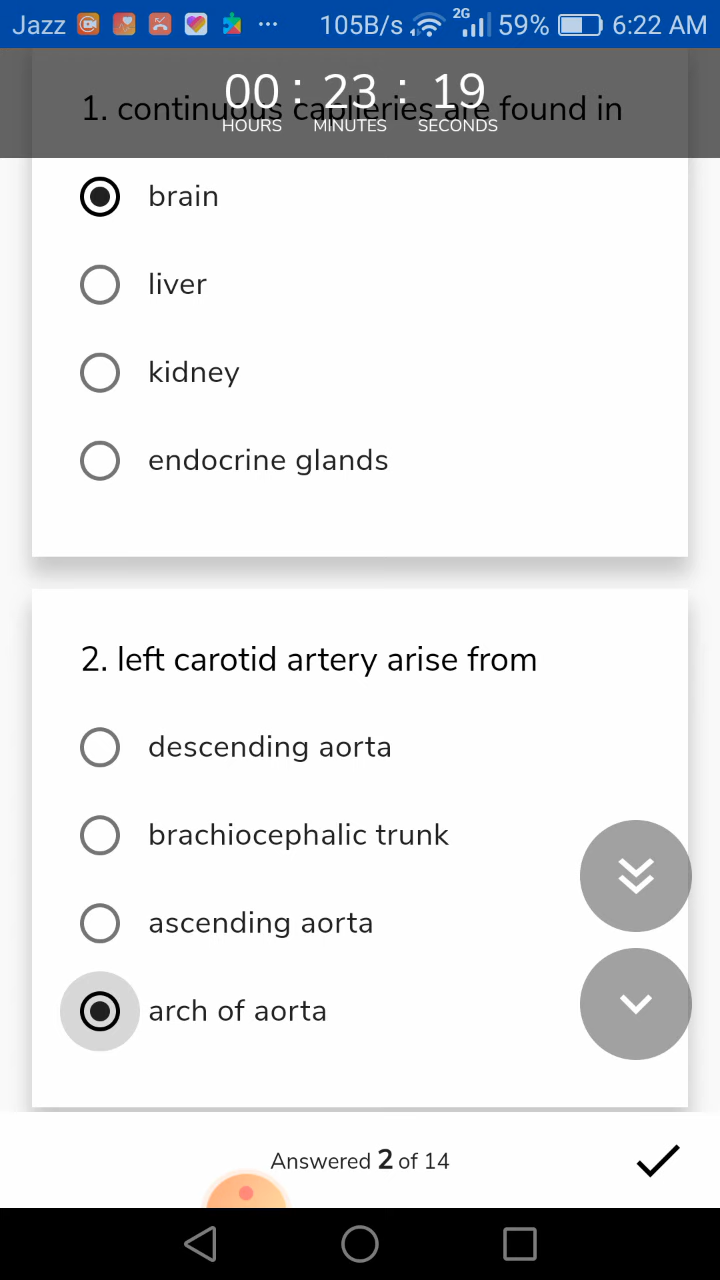 Jazz 105B/s 2G 59% 6:22 AM
00 : 23 : 19
HOURS MINUTES SECONDS
1. continuous caplleries are found in
brain
liver
kidney
endocrine glands
2. left carotid artery arise from
descending aorta
brachiocephalic trunk
ascending aorta
arch of aorta
Answered 2 of 14